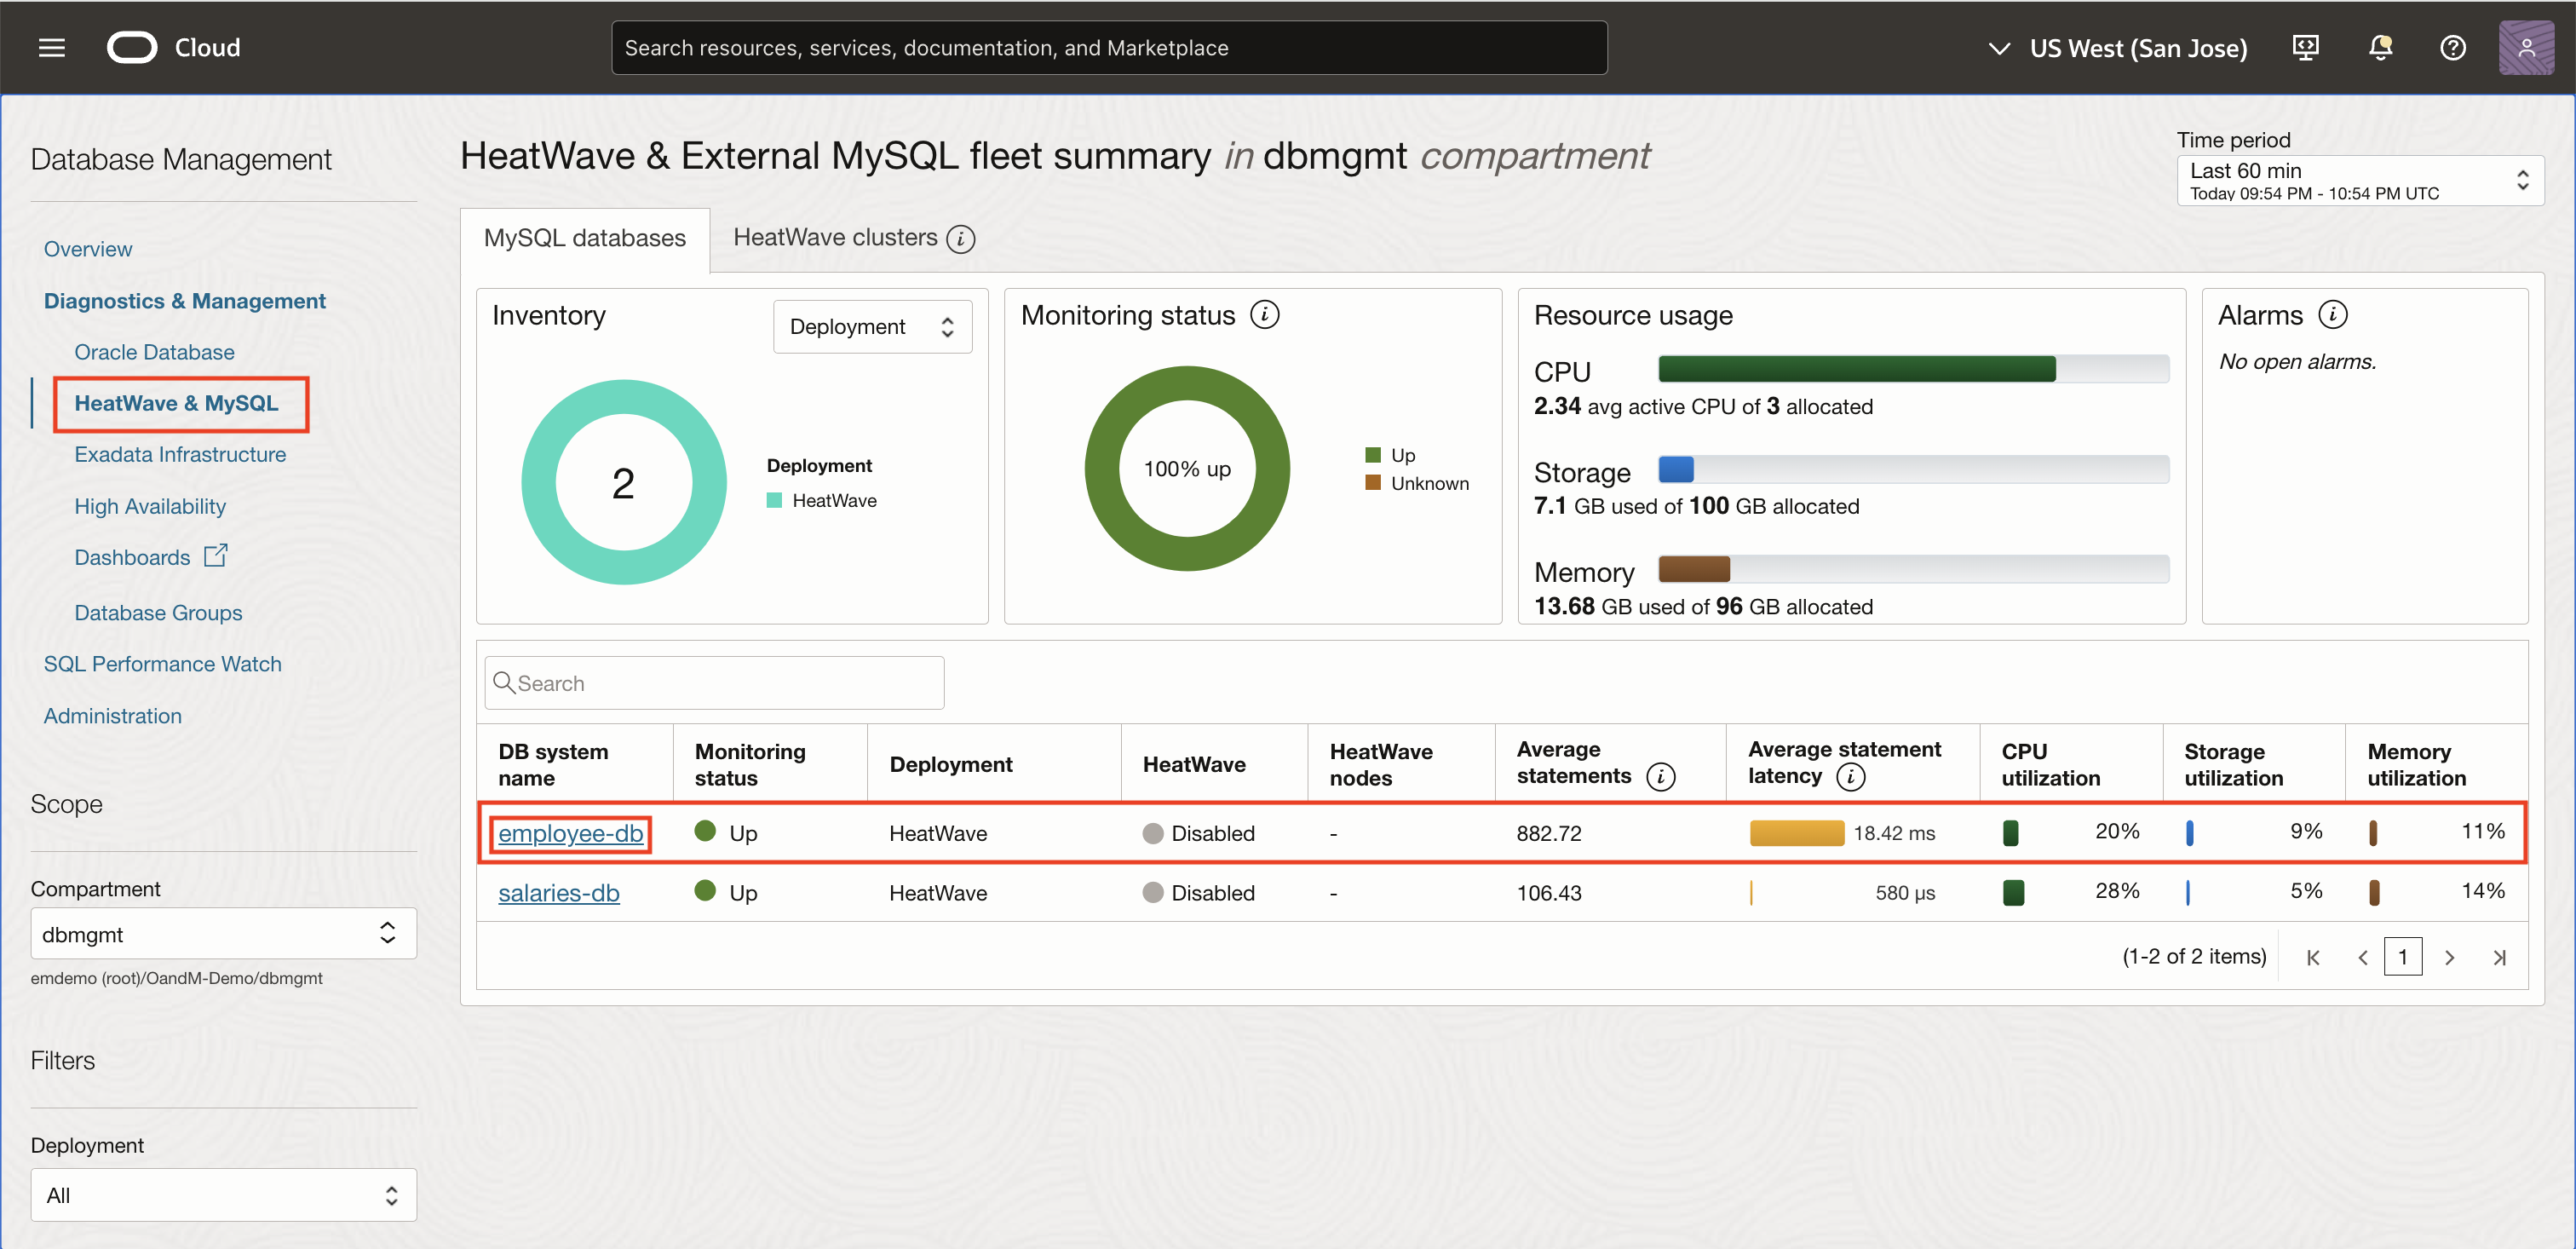 Cloud
Search resources, services, documentation, and Marketplace
US West (San Jose)
Database Management
Overview
Diagnostics & Management
Oracle Database
HeatWave & MySQL
Exadata Infrastructure
High Availability
Dashboards
Database Groups
SQL Performance Watch
Administration
Scope
Compartment
dbmgmt
emdemo (root)/OandM-Demo/dbmgmt
Filters
Deployment
All
HeatWave & External MySQL fleet summary in dbmgmt compartment
Time period
Last 60 min
Today 09:54 PM - 10:54 PM UTC
MySQL databases
HeatWave clusters
Inventory
Deployment
2
Deployment
HeatWave
Monitoring status
100% up
Up
Unknown
Resource usage
CPU
2.34 avg active CPU of 3 allocated
Storage
7.1 GB used of 100 GB allocated
Memory
13.68 GB used of 96 GB allocated
Alarms
No open alarms.
Search
DB system name Monitoring status Deployment HeatWave HeatWave nodes Average statements Average statement latency CPU utilization Storage utilization Memory utilization
employee-db Up HeatWave Disabled - 882.72 18.42 ms 20% 9% 11%
salaries-db Up HeatWave Disabled - 106.43 580 µs 28% 5% 14%
(1-2 of 2 items) 1